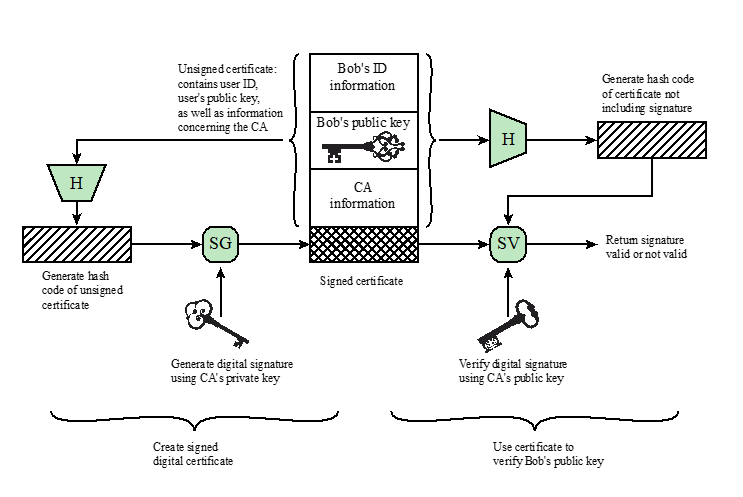 Unsigned certificate:
contains user ID,
user's public key,
as well as information
concerning the CA
Bob's ID
information
Bob's public key
CA
information
Generate hash code
of certificate not
including signature
H
H
SG
SV
Return signature
valid or not valid
Generate hash
code of unsigned
certificate
Signed certificate
Generate digital signature
using CA's private key
Verify digital signature
using CA's public key
Create signed
digital certificate
Use certificate to
verify Bob's public key